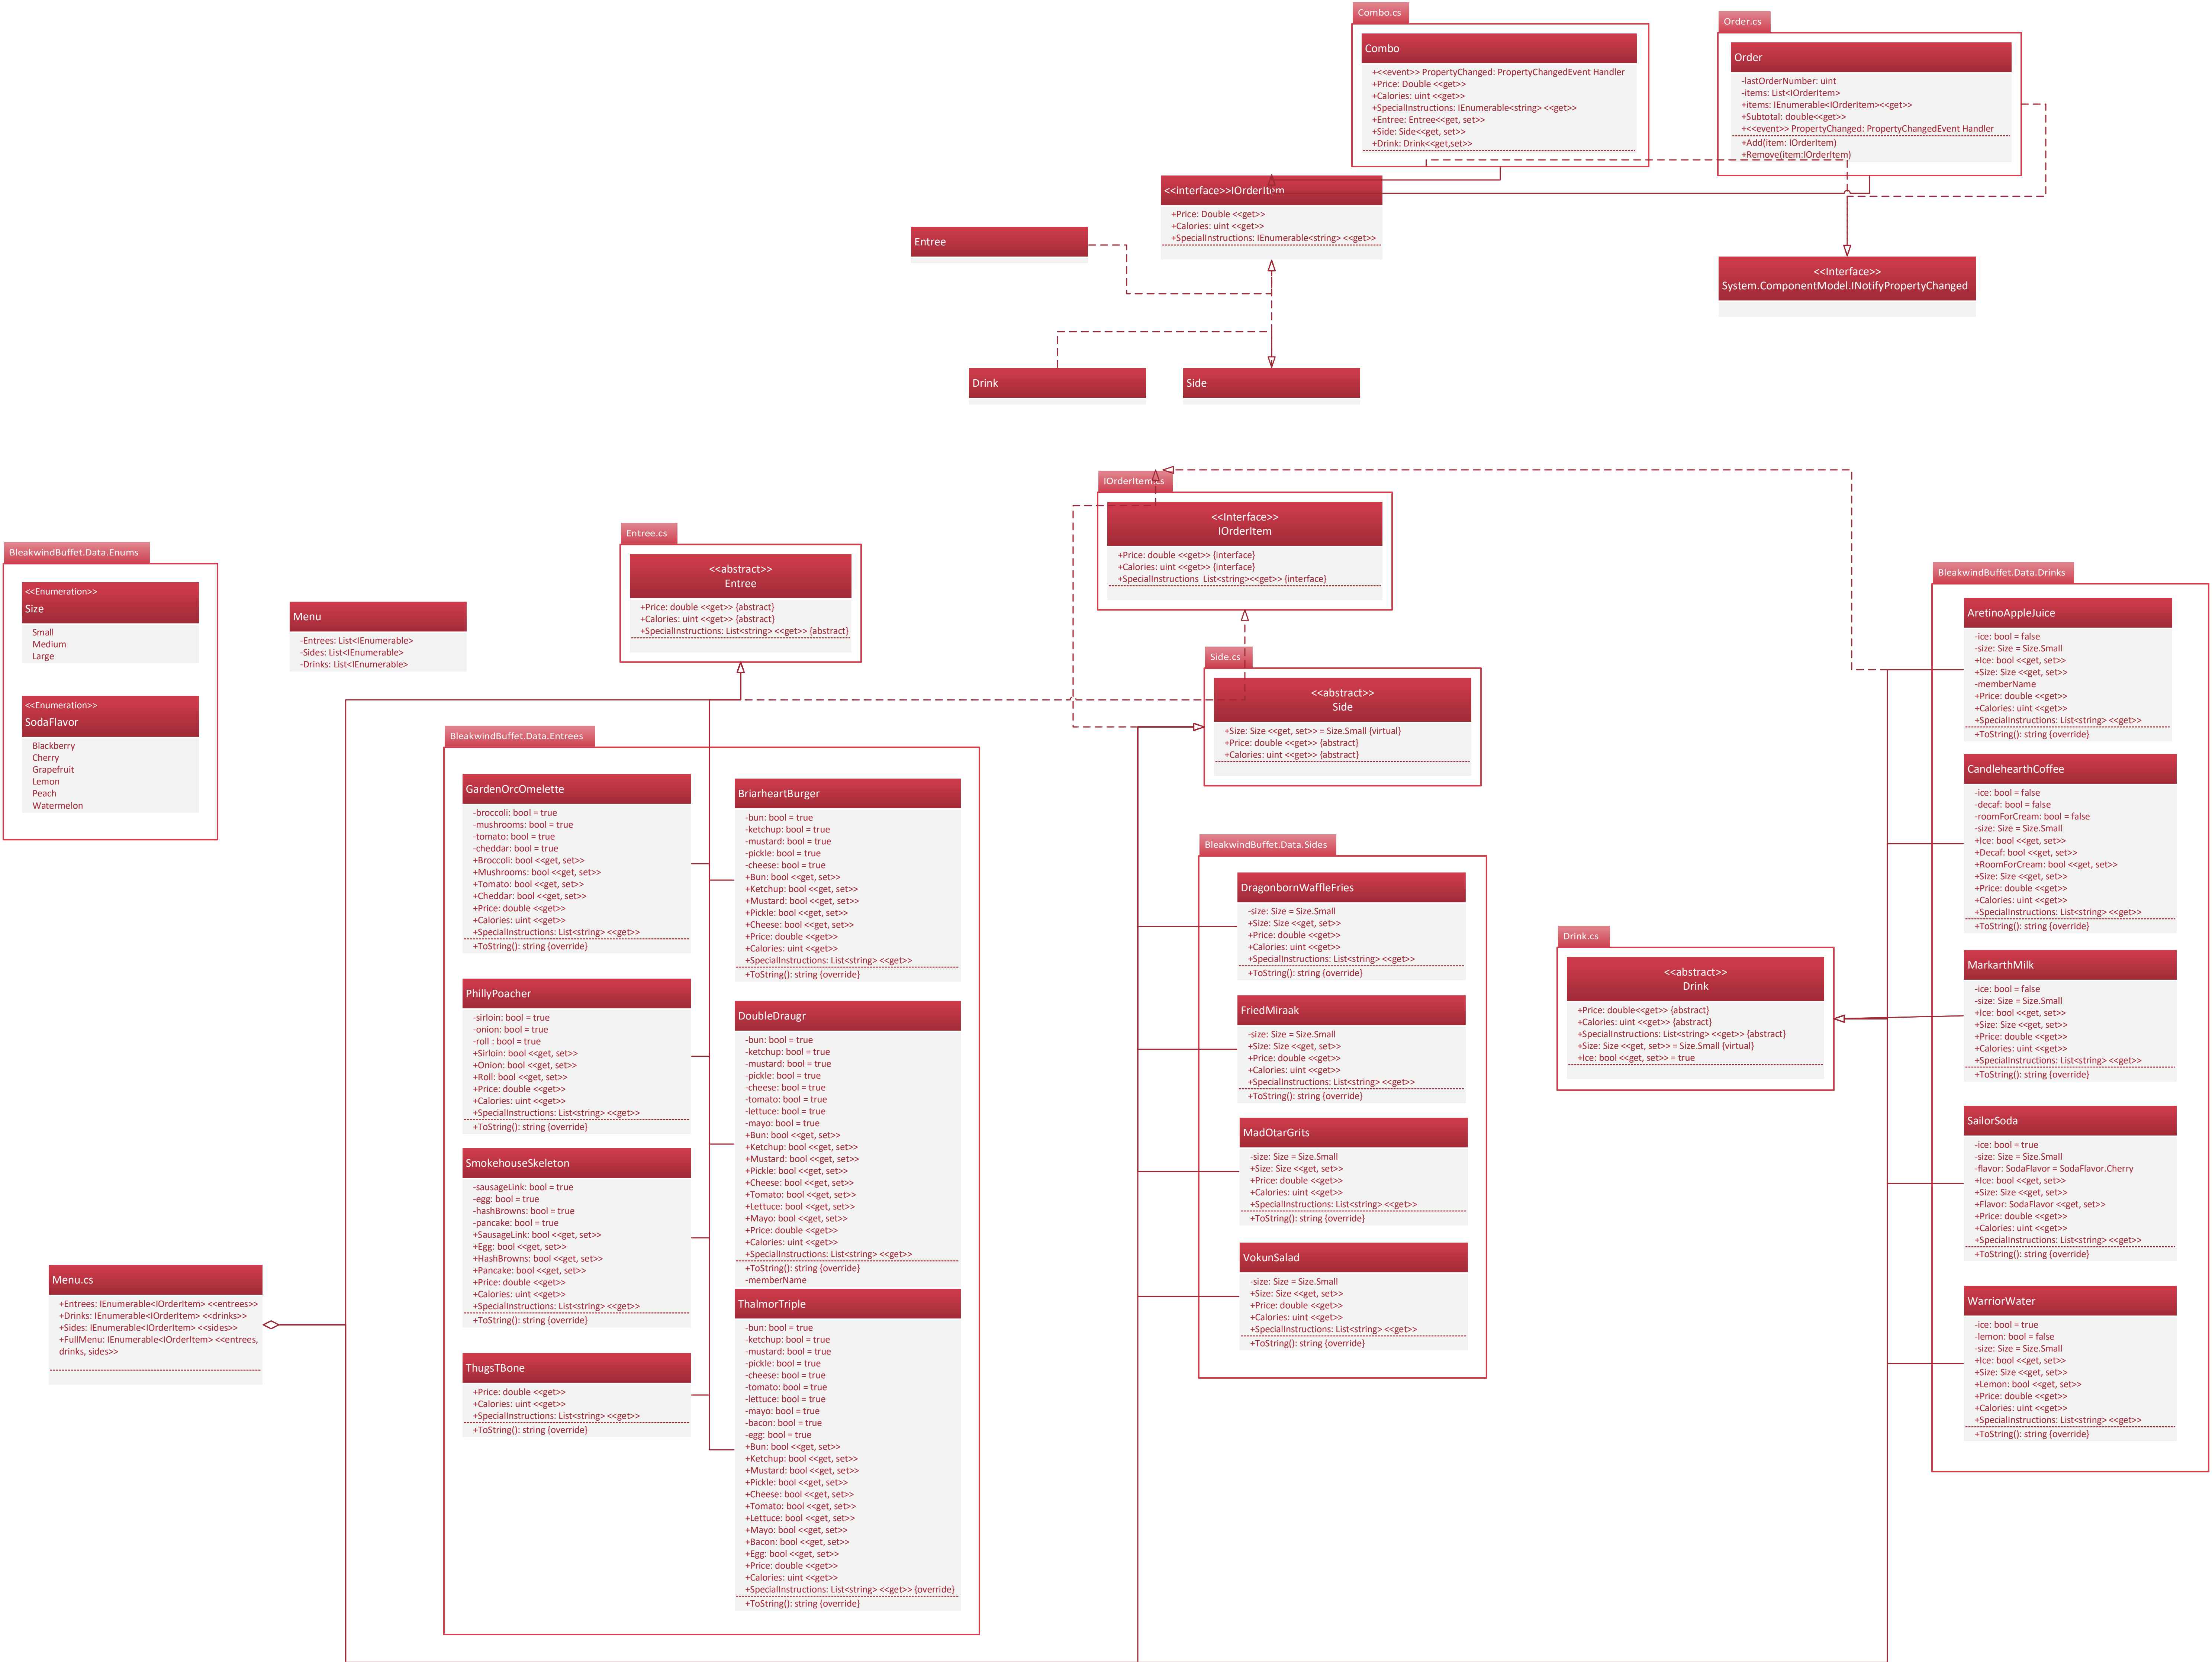 Combo.cs
Combo
+<<event>> PropertyChanged: PropertyChangedEvent Handler
+Price: Double <<get>>
+Calories: uint <<get>>
+SpecialInstructions: IEnumerable<string> <<get>>
+Entree: Entree<<get, set>>
+Side: Side<<get, set>>
+Drink: Drink<<get,set>>
Order.cs
Order
-lastOrderNumber: uint
-items: List<IOrderItem>
+items: IEnumerable<IOrderItem><<get>>
+Subtotal: double<<get>>
+<<event>> PropertyChanged: PropertyChangedEvent Handler
+Add(item: IOrderItem)
+Remove(item:IOrderItem)
<<interface>>IOrderItem
+Price: Double <<get>>
+Calories: uint <<get>>
+SpecialInstructions: IEnumerable<string> <<get>>
Entree
<<Interface>>
System.ComponentModel.INotifyPropertyChanged
Drink
Side
IOrderItem.cs
<<Interface>>
IOrderItem
+Price: double <<get>> {interface}
+Calories: uint <<get>> {interface}
+SpecialInstructions  List<string><<get>> {interface}
Entree.cs
<<abstract>>
Entree
+Price: double <<get>> {abstract}
+Calories: uint <<get>> {abstract}
+SpecialInstructions: List<string> <<get>> {abstract}
BleakwindBuffet.Data.Enums
<<Enumeration>>
Size
Small
Medium
Large
<<Enumeration>>
SodaFlavor
Blackberry
Cherry
Grapefruit
Lemon
Peach
Watermelon
Menu
-Entrees: List<IEnumerable>
-Sides: List<IEnumerable>
-Drinks: List<IEnumerable>
Side.cs
<<abstract>>
Side
+Size: Size <<get, set>> = Size.Small {virtual}
+Price: double <<get>> {abstract}
+Calories: uint <<get>> {abstract}
BleakwindBuffet.Data.Entrees
GardenOrcOmelette
-broccoli: bool = true
-mushrooms: bool = true
-tomato: bool = true
-cheddar: bool = true
+Broccoli: bool <<get, set>>
+Mushrooms: bool <<get, set>>
+Tomato: bool <<get, set>>
+Cheddar: bool <<get, set>>
+Price: double <<get>>
+Calories: uint <<get>>
+SpecialInstructions: List<string> <<get>>
+ToString(): string {override}
PhillyPoacher
-sirloin: bool = true
-onion: bool = true
-roll : bool = true
+Sirloin: bool <<get, set>>
+Onion: bool <<get, set>>
+Roll: bool <<get, set>>
+Price: double <<get>>
+Calories: uint <<get>>
+SpecialInstructions: List<string> <<get>>
+ToString(): string {override}
SmokehouseSkeleton
-sausageLink: bool = true
-egg: bool = true
-hashBrowns: bool = true
-pancake: bool = true
+SausageLink: bool <<get, set>>
+Egg: bool <<get, set>>
+HashBrowns: bool <<get, set>>
+Pancake: bool <<get, set>>
+Price: double <<get>>
+Calories: uint <<get>>
+SpecialInstructions: List<string> <<get>>
+ToString(): string {override}
ThugsTBone
+Price: double <<get>>
+Calories: uint <<get>>
+SpecialInstructions: List<string> <<get>>
+ToString(): string {override}
BriarheartBurger
-bun: bool = true
-ketchup: bool = true
-mustard: bool = true
-pickle: bool = true
-cheese: bool = true
+Bun: bool <<get, set>>
+Ketchup: bool <<get, set>>
+Mustard: bool <<get, set>>
+Pickle: bool <<get, set>>
+Cheese: bool <<get, set>>
+Price: double <<get>>
+Calories: uint <<get>>
+SpecialInstructions: List<string> <<get>>
+ToString(): string {override}
DoubleDraugr
-bun: bool = true
-ketchup: bool = true
-mustard: bool = true
-pickle: bool = true
-cheese: bool = true
-tomato: bool = true
-lettuce: bool = true
-mayo: bool = true
+Bun: bool <<get, set>>
+Ketchup: bool <<get, set>>
+Mustard: bool <<get, set>>
+Pickle: bool <<get, set>>
+Cheese: bool <<get, set>>
+Tomato: bool <<get, set>>
+Lettuce: bool <<get, set>>
+Mayo: bool <<get, set>>
+Price: double <<get>>
+Calories: uint <<get>>
+SpecialInstructions: List<string> <<get>>
+ToString(): string {override}
-memberName
ThalmorTriple
-bun: bool = true
-ketchup: bool = true
-mustard: bool = true
-pickle: bool = true
-cheese: bool = true
-tomato: bool = true
-lettuce: bool = true
-mayo: bool = true
-bacon: bool = true
-egg: bool = true
+Bun: bool <<get, set>>
+Ketchup: bool <<get, set>>
+Mustard: bool <<get, set>>
+Pickle: bool <<get, set>>
+Cheese: bool <<get, set>>
+Tomato: bool <<get, set>>
+Lettuce: bool <<get, set>>
+Mayo: bool <<get, set>>
+Bacon: bool <<get, set>>
+Egg: bool <<get, set>>
+Price: double <<get>>
+Calories: uint <<get>>
+SpecialInstructions: List<string> <<get>> {override}
+ToString(): string {override}
BleakwindBuffet.Data.Sides
DragonbornWaffleFries
-size: Size = Size.Small
+Size: Size <<get, set>>
+Price: double <<get>>
+Calories: uint <<get>>
+SpecialInstructions: List<string> <<get>>
+ToString(): string {override}
FriedMiraak
-size: Size = Size.Small
+Size: Size <<get, set>>
+Price: double <<get>>
+Calories: uint <<get>>
+SpecialInstructions: List<string> <<get>>
+ToString(): string {override}
MadOtarGrits
-size: Size = Size.Small
+Size: Size <<get, set>>
+Price: double <<get>>
+Calories: uint <<get>>
+SpecialInstructions: List<string> <<get>>
+ToString(): string {override}
VokunSalad
-size: Size = Size.Small
+Size: Size <<get, set>>
+Price: double <<get>>
+Calories: uint <<get>>
+SpecialInstructions: List<string> <<get>>
+ToString(): string {override}
Drink.cs
<<abstract>>
Drink
+Price: double<<get>> {abstract}
+Calories: uint <<get>> {abstract}
+SpecialInstructions: List<string> <<get>> {abstract}
+Size: Size <<get, set>> = Size.Small {virtual}
+Ice: bool <<get, set>> = true
BleakwindBuffet.Data.Drinks
AretinoAppleJuice
-ice: bool = false
-size: Size = Size.Small
+Ice: bool <<get, set>>
+Size: Size <<get, set>>
-memberName
+Price: double <<get>>
+Calories: uint <<get>>
+SpecialInstructions: List<string> <<get>>
+ToString(): string {override}
CandlehearthCoffee
-ice: bool = false
-decaf: bool = false
-roomForCream: bool = false
-size: Size = Size.Small
+Ice: bool <<get, set>>
+Decaf: bool <<get, set>>
+RoomForCream: bool <<get, set>>
+Size: Size <<get, set>>
+Price: double <<get>>
+Calories: uint <<get>>
+SpecialInstructions: List<string> <<get>>
+ToString(): string {override}
MarkarthMilk
-ice: bool = false
-size: Size = Size.Small
+Ice: bool <<get, set>>
+Size: Size <<get, set>>
+Price: double <<get>>
+Calories: uint <<get>>
+SpecialInstructions: List<string> <<get>>
+ToString(): string {override}
SailorSoda
-ice: bool = true
-size: Size = Size.Small
-flavor: SodaFlavor = SodaFlavor.Cherry
+Ice: bool <<get, set>>
+Size: Size <<get, set>>
+Flavor: SodaFlavor <<get, set>>
+Price: double <<get>>
+Calories: uint <<get>>
+SpecialInstructions: List<string> <<get>>
+ToString(): string {override}
WarriorWater
-ice: bool = true
-lemon: bool = false
-size: Size = Size.Small
+Ice: bool <<get, set>>
+Size: Size <<get, set>>
+Lemon: bool <<get, set>>
+Price: double <<get>>
+Calories: uint <<get>>
+SpecialInstructions: List<string> <<get>>
+ToString(): string {override}
Menu.cs
+Entrees: IEnumerable<IOrderItem> <<entrees>>
+Drinks: IEnumerable<IOrderItem> <<drinks>>
+Sides: IEnumerable<IOrderItem> <<sides>>
+FullMenu: IEnumerable<IOrderItem> <<entrees,
drinks, sides>>